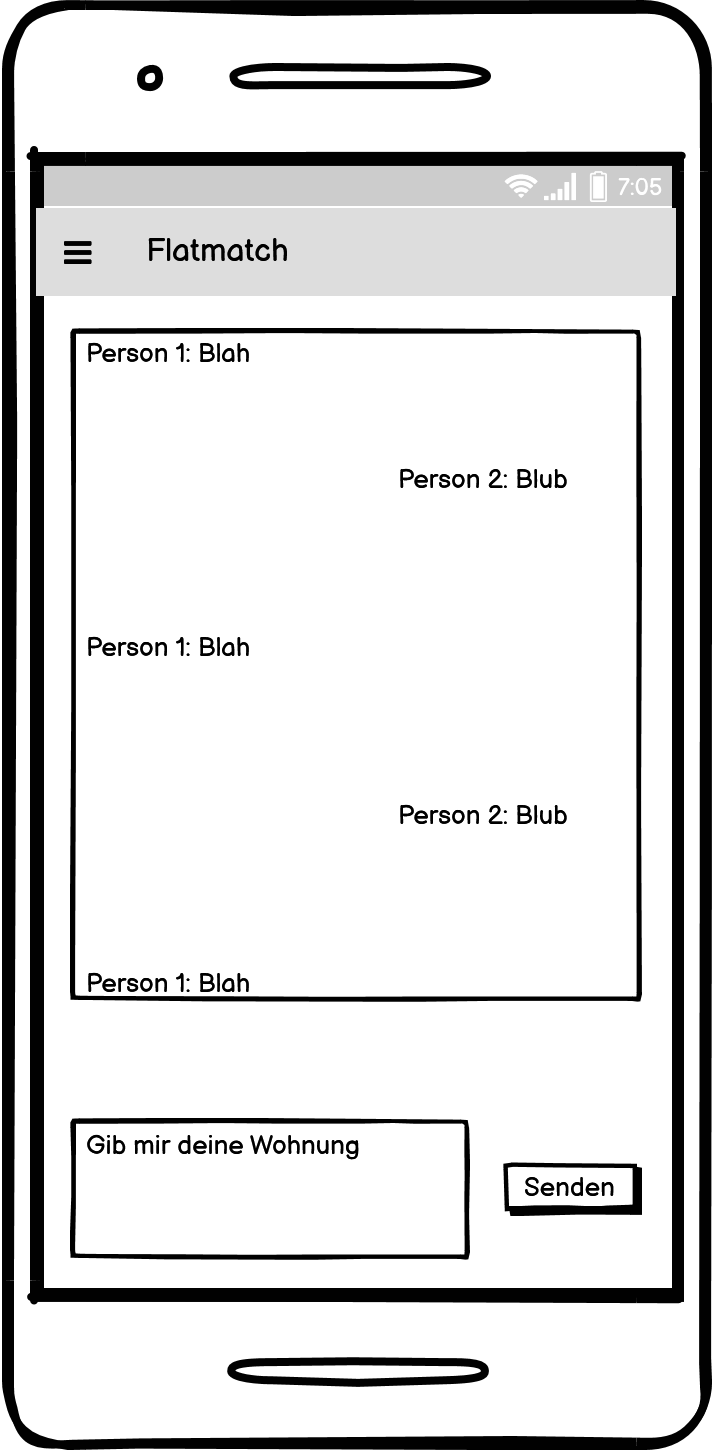 7:05
Flatmatch
Person 1: Blah
Person 2: Blub
Person 1: Blah
Person 2: Blub
Person 1: Blah
Gib mir deine Wohnung
Senden